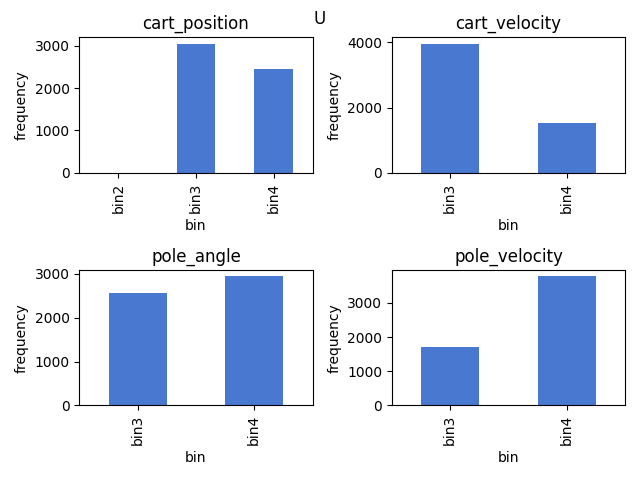 U
cart_position
frequency
3000
2000
1000
0
bin2
bin3
bin4
bin
cart_velocity
frequency
4000
2000
0
bin3
bin4
bin
pole_angle
frequency
3000
2000
1000
0
bin3
bin4
bin
pole_velocity
frequency
3000
2000
1000
0
bin3
bin4
bin